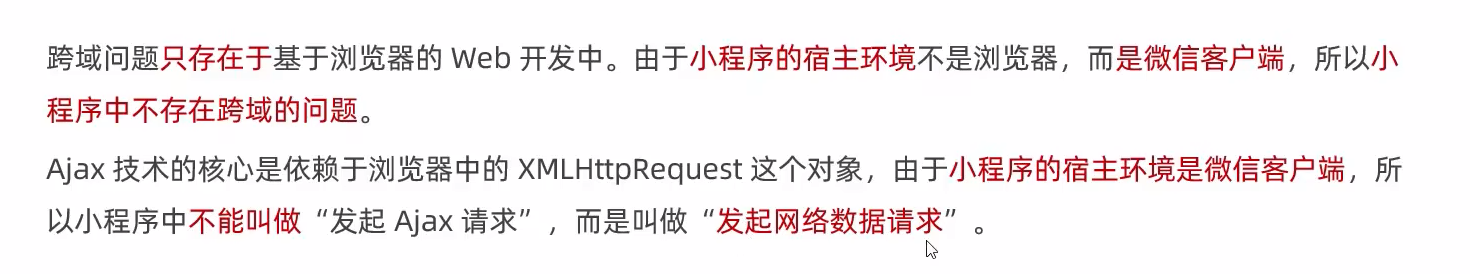 跨域问题只存在于基于浏览器的 Web 开发中。由于小程序的宿主环境不是浏览器，而是微信客户端，所以小
程序中不存在跨域的问题。
Ajax 技术的核心是依赖于浏览器中的 XMLHttpRequest 这个对象，由于小程序的宿主环境是微信客户端，所
以小程序中不能叫做“发起 Ajax 请求”，而是叫做“发起网络数据请求”。